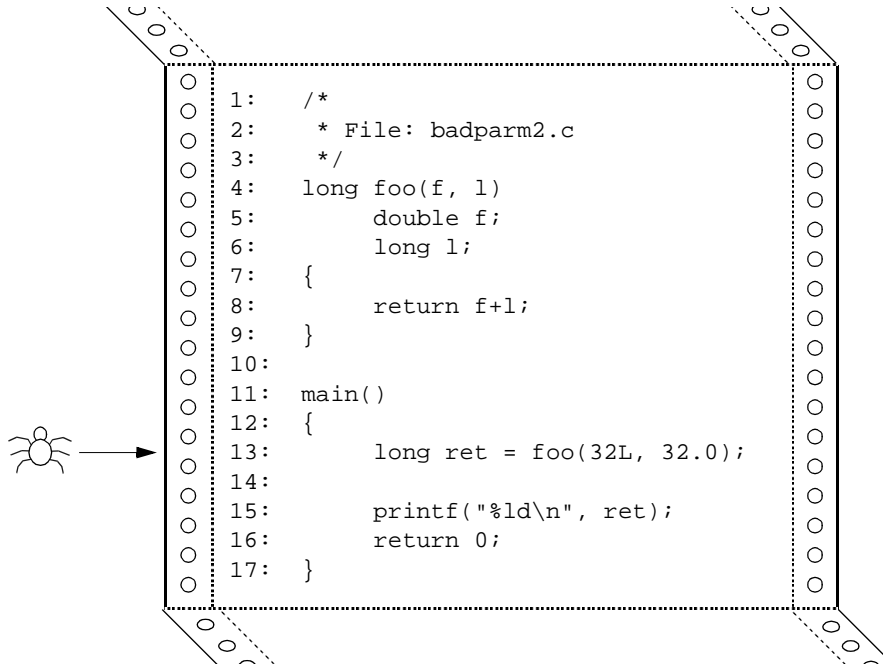 1: /*
2: * File: badparm2.c
3: */
4: long foo(f, l)
5: double f;
6: long l;
7: {
8: return f+l;
9: }
10:
11: main()
12: {
13: long ret = foo(32L, 32.0);
14:
15: printf("%ld\n", ret);
16: return 0;
17: }